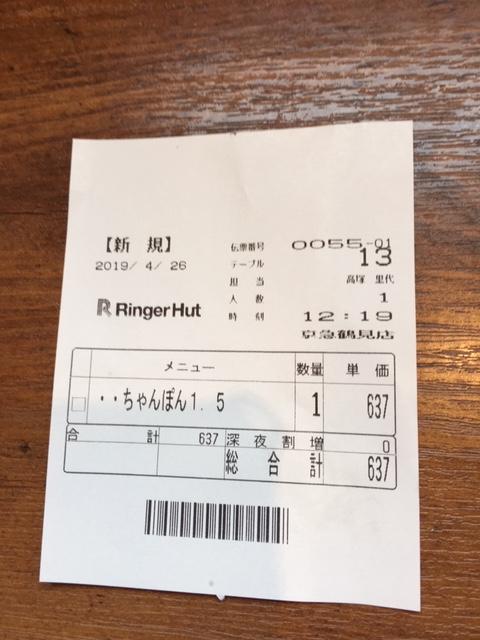 【新 規】
伝票番号 0055-01
2019/ 4/ 26
テーブル 13
担 当 高塚 里代
人 数 1
RingerHut
時 刻 12:19
京急鶴見店
メニュー 数量 単 価
・・ちゃんぽん1.5 1 637
合 計 637 深 夜 割 増 0
総 合 計 637